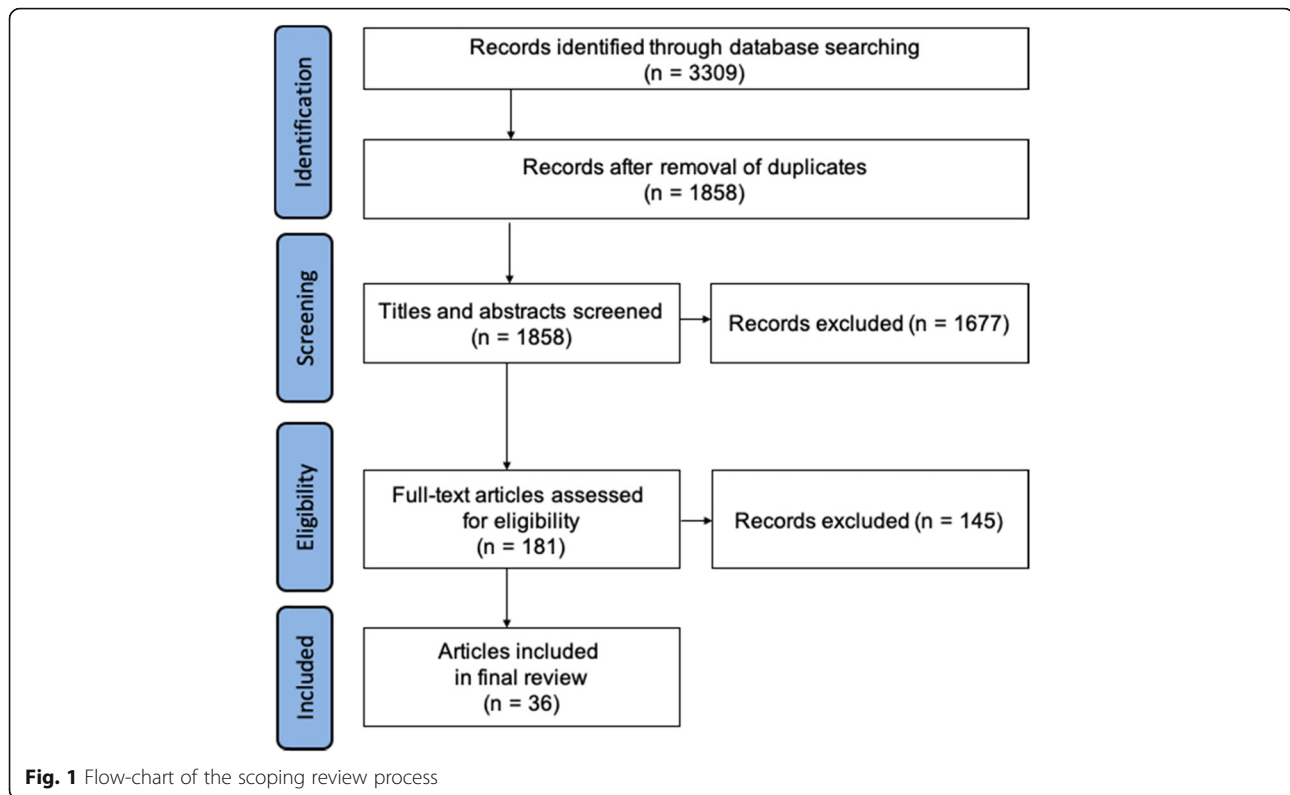 Identification
Records identified through database searching
(n = 3309)
Records after removal of duplicates
(n = 1858)
Screening
Titles and abstracts screened
(n = 1858)
Records excluded (n = 1677)
Eligibility
Full-text articles assessed
for eligibility
(n = 181)
Records excluded (n = 145)
Included
Articles included
in final review
(n = 36)
Fig. 1 Flow-chart of the scoping review process